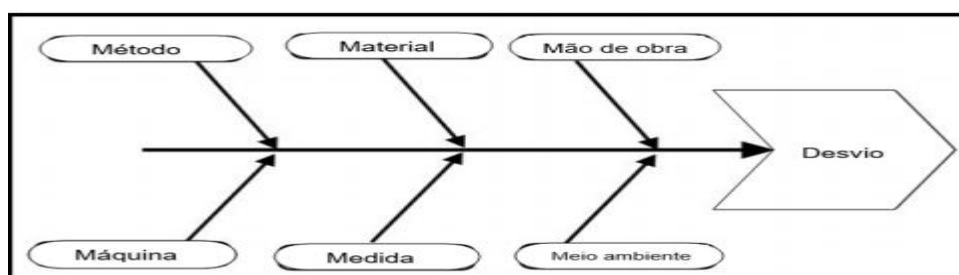 Método
Material
Mão de obra
Desvio
Máquina
Medida
Meio ambiente